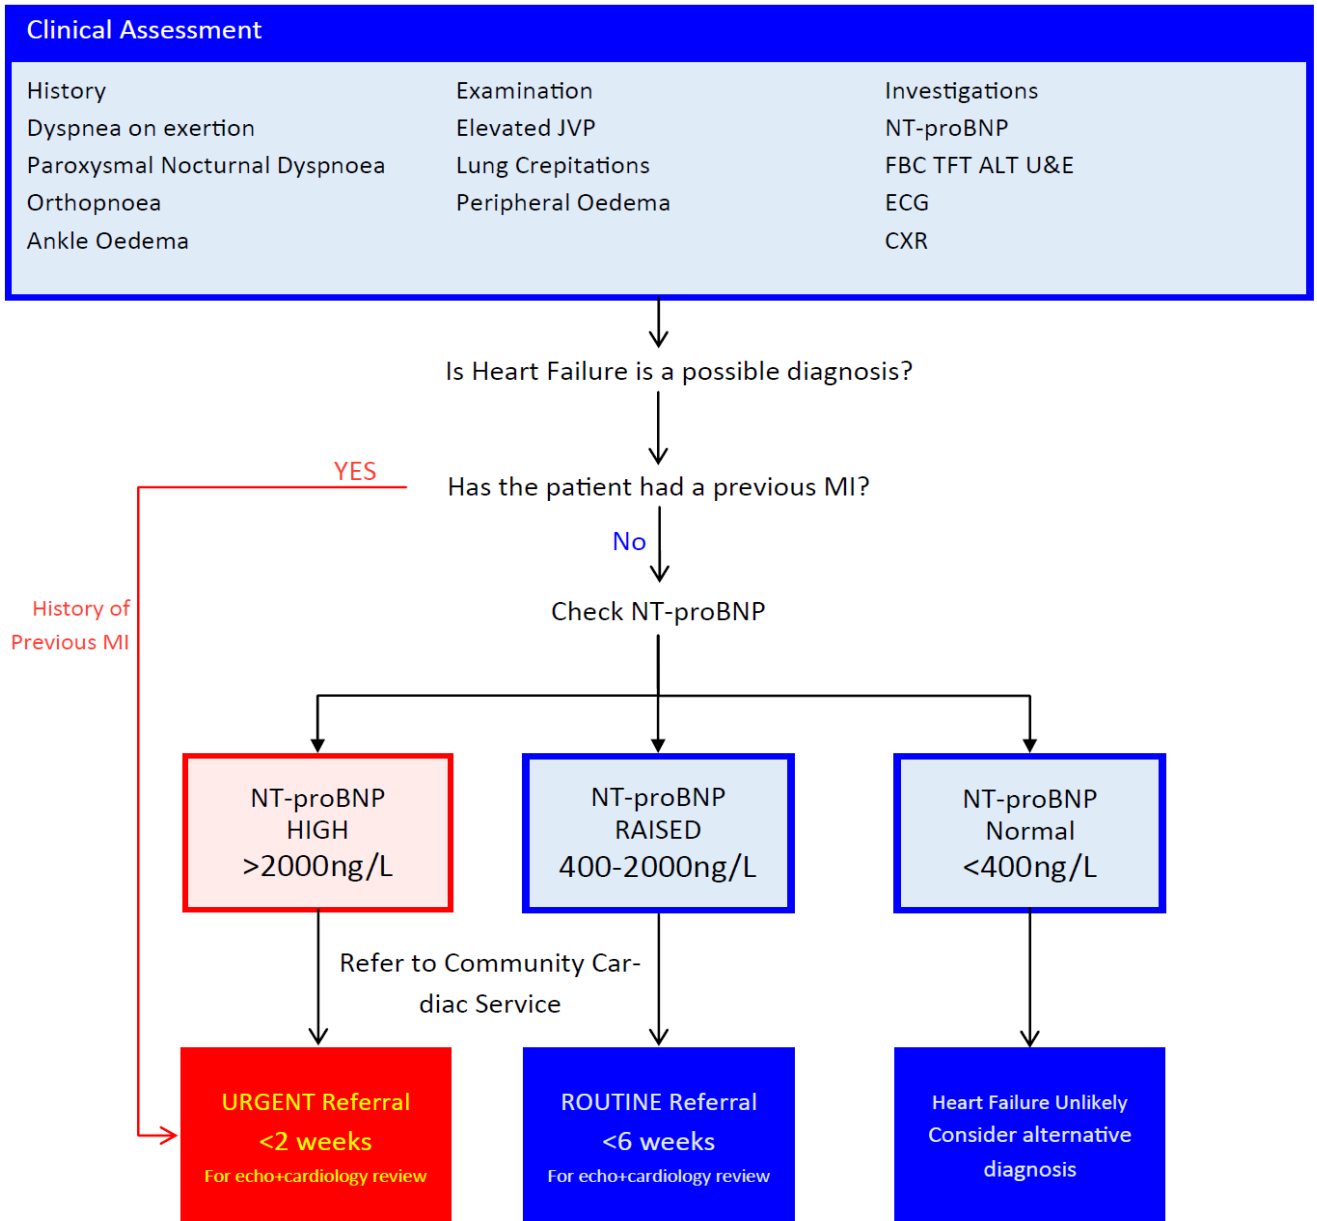 Clinical Assessment
History
Dyspnea on exertion
Paroxysmal Nocturnal Dyspnoea
Orthopnoea
Ankle Oedema
Examination
Elevated JVP
Lung Crepitations
Peripheral Oedema
Investigations
NT-proBNP
FBC TFT ALT U&E
ECG
CXR
Is Heart Failure is a possible diagnosis?
YES
Has the patient had a previous MI?
No
History of
Previous MI
Check NT-proBNP
NT-proBNP
HIGH
>2000ng/L
NT-proBNP
RAISED
400-2000ng/L
NT-proBNP
Normal
<400ng/L
Refer to Community Car-
diac Service
URGENT Referral
<2 weeks
For echo+cardiology review
ROUTINE Referral
<6 weeks
For echo+cardiology review
Heart Failure Unlikely
Consider alternative
diagnosis